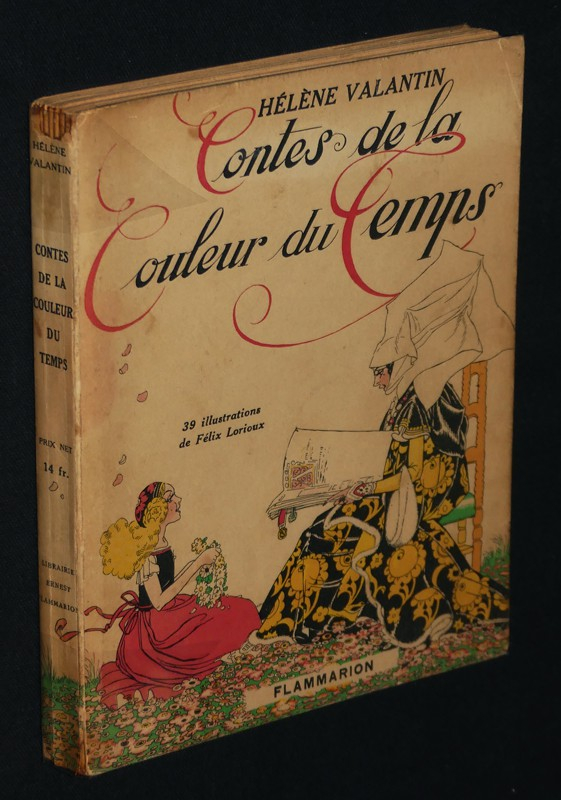 HÉLÈNE
VALANTIN
CONTES
DE LA
COULEUR
DU
TEMPS
PRIX NET
14 fr.
LIBRAIRIE
ERNEST
FLAMMARION
HÉLÈNE VALANTIN
Contes de la
Couleur du Temps
39 illustrations
de Félix Lorioux
FLAMMARION